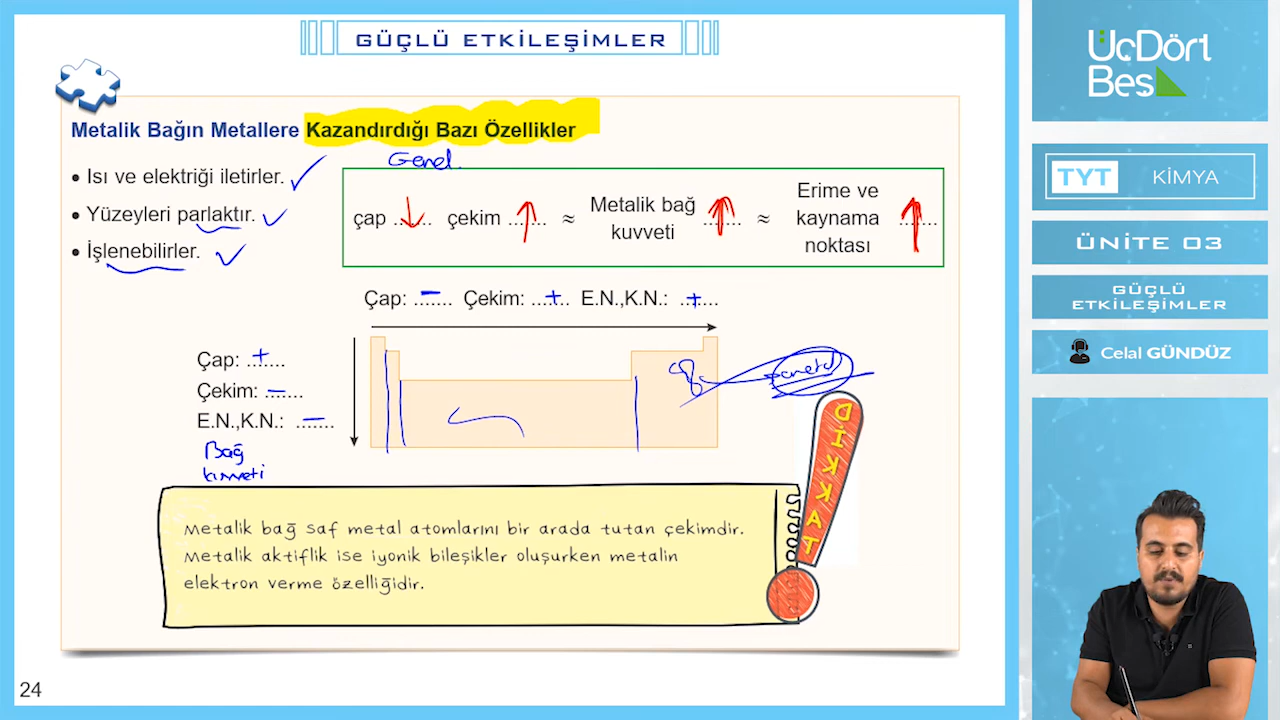 GÜÇLÜ ETKİLEŞİMLER
Metalik Bağın Metallere Kazandırdığı Bazı Özellikler
Genel
• Isı ve elektriği iletirler.
• Yüzeyleri parlaktır.
• İşlenebilirler.
çap ....... çekim ....... ≈ Metalik bağ kuvveti ....... ≈ Erime ve kaynama noktası .......
Çap: – ....... Çekim: + ....... E.N.,K.N.: + .......
Çap: + .......
Çekim: – .......
E.N.,K.N.: – .......
Bağ
kuvveti
DİKKAT
Metalik bağ saf metal atomlarını bir arada tutan çekimdir.
Metalik aktiflik ise iyonik bileşikler oluşurken metalin
elektron verme özelliğidir.
24
ÜçDört
Beş
TYT KİMYA
ÜNİTE 03
GÜÇLÜ
ETKİLEŞİMLER
Celal GÜNDÜZ